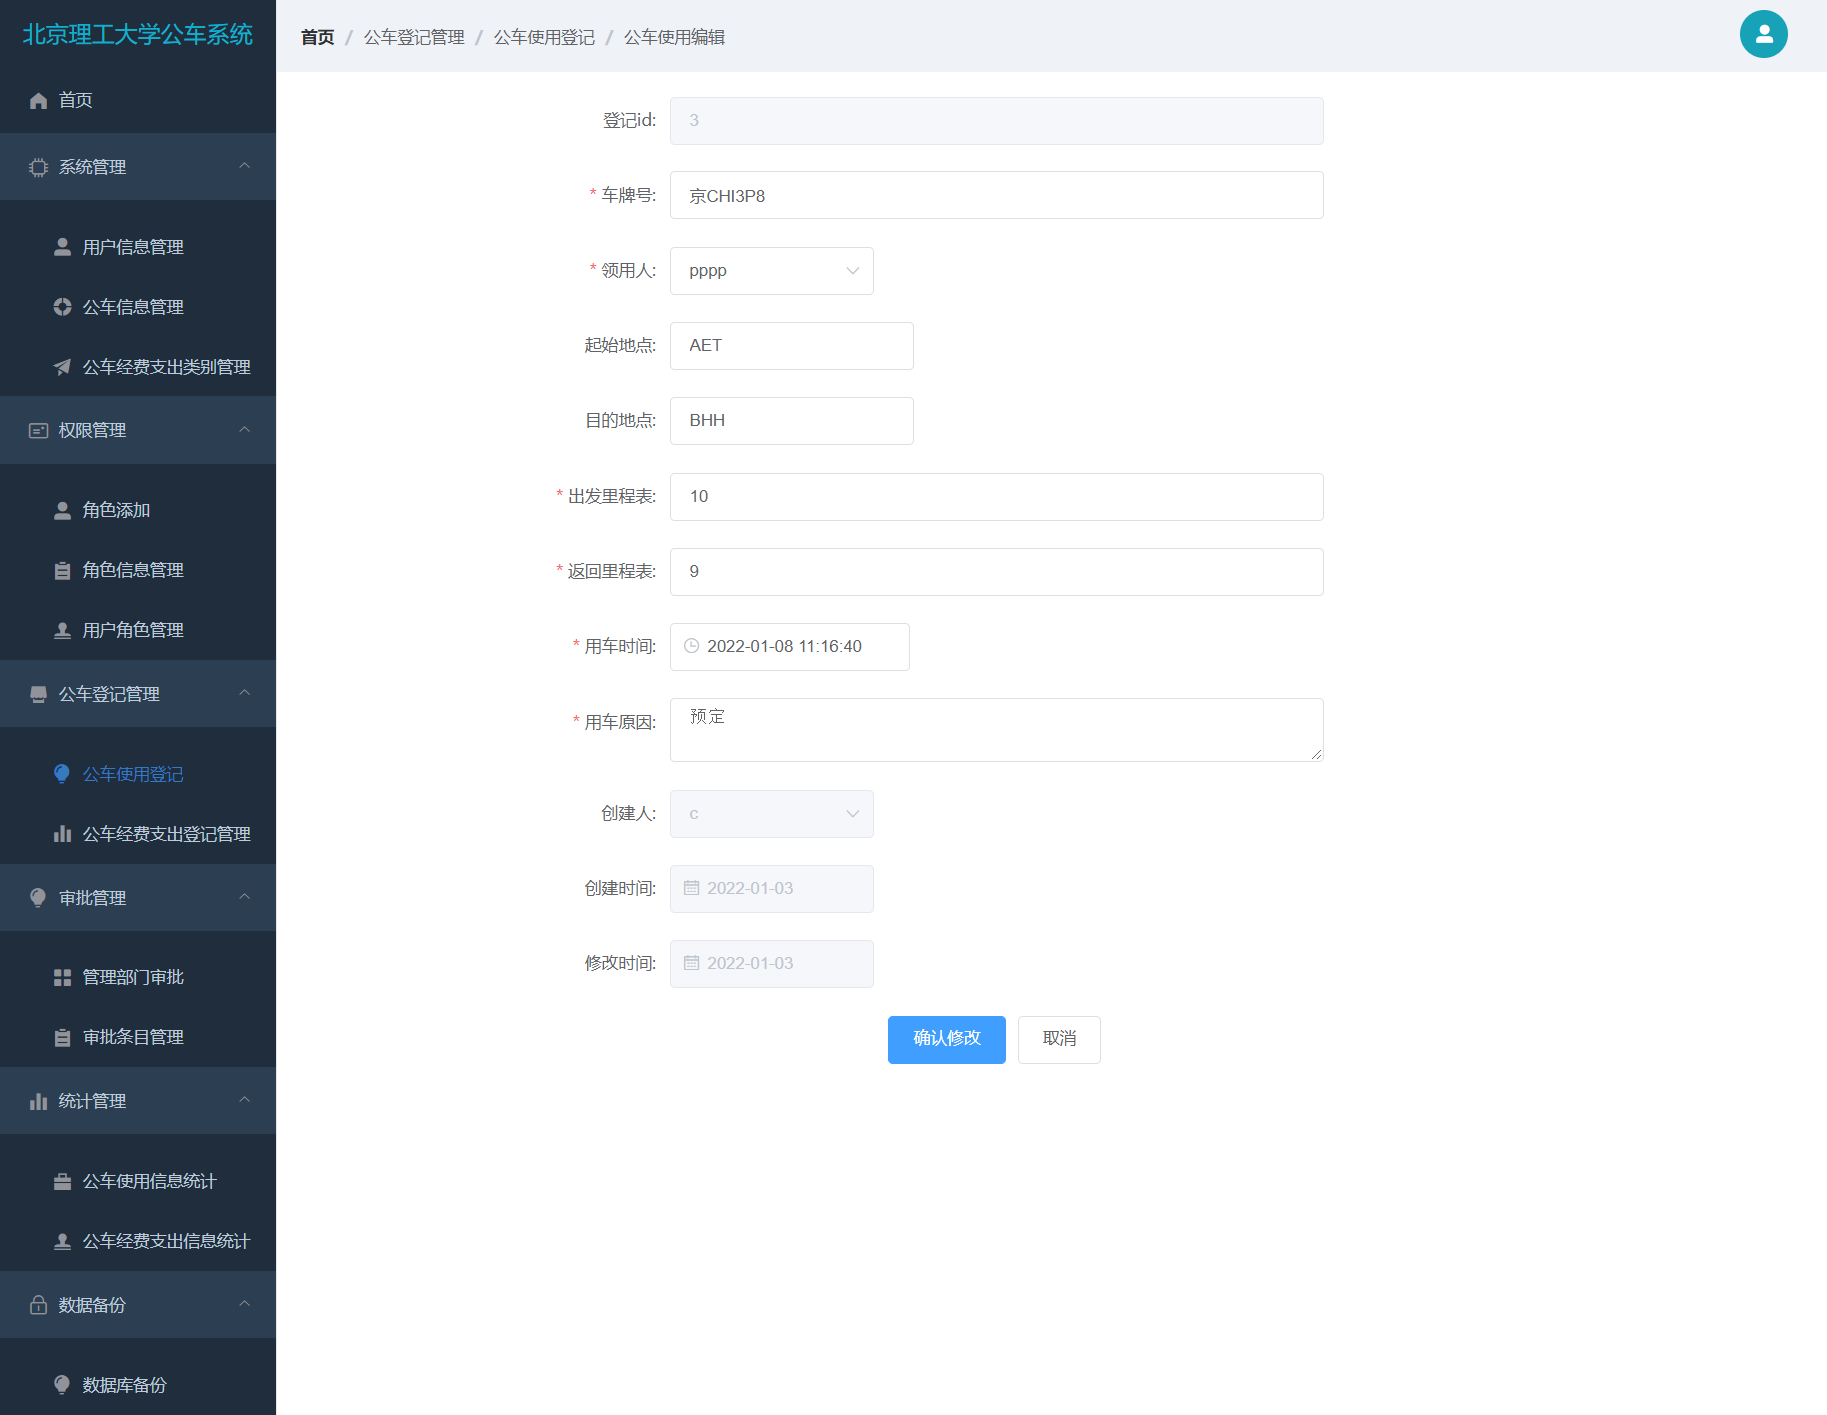 北京理工大学公车系统
首页
系统管理
用户信息管理
公车信息管理
公车经费支出类别管理
权限管理
角色添加
角色信息管理
用户角色管理
公车登记管理
公车使用登记
公车经费支出登记管理
审批管理
管理部门审批
审批条目管理
统计管理
公车使用信息统计
公车经费支出信息统计
数据备份
数据库备份
首页 / 公车登记管理 / 公车使用登记 / 公车使用编辑
登记id: 3
* 车牌号: 京CHI3P8
* 领用人: pppp
起始地点: AET
目的地点: BHH
* 出发里程表: 10
* 返回里程表: 9
* 用车时间: 2022-01-08 11:16:40
* 用车原因: 预定
创建人: c
创建时间: 2022-01-03
修改时间: 2022-01-03
确认修改 取消